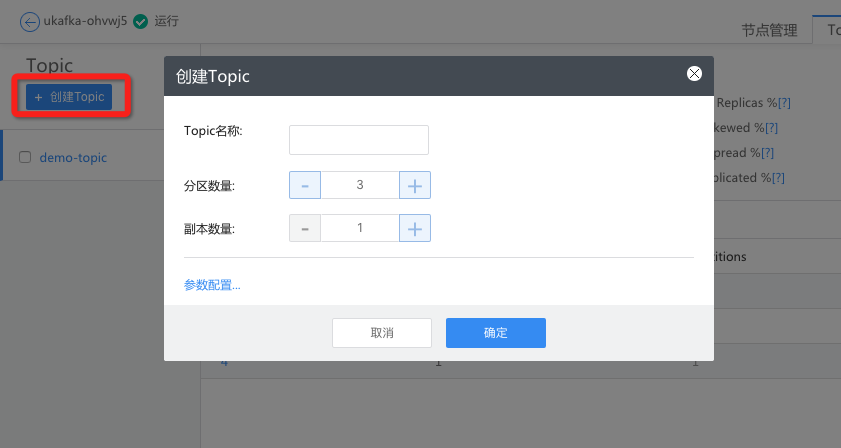 ukafka-ohvwj5 运行
节点管理
To
Topic
+ 创建Topic
demo-topic
创建Topic
Topic名称:
分区数量:
- 3 +
副本数量:
- 1 +
参数配置...
取消
确定
Replicas %[?]
kewed %[?]
pread %[?]
plicated %[?]
titions
4 1 1